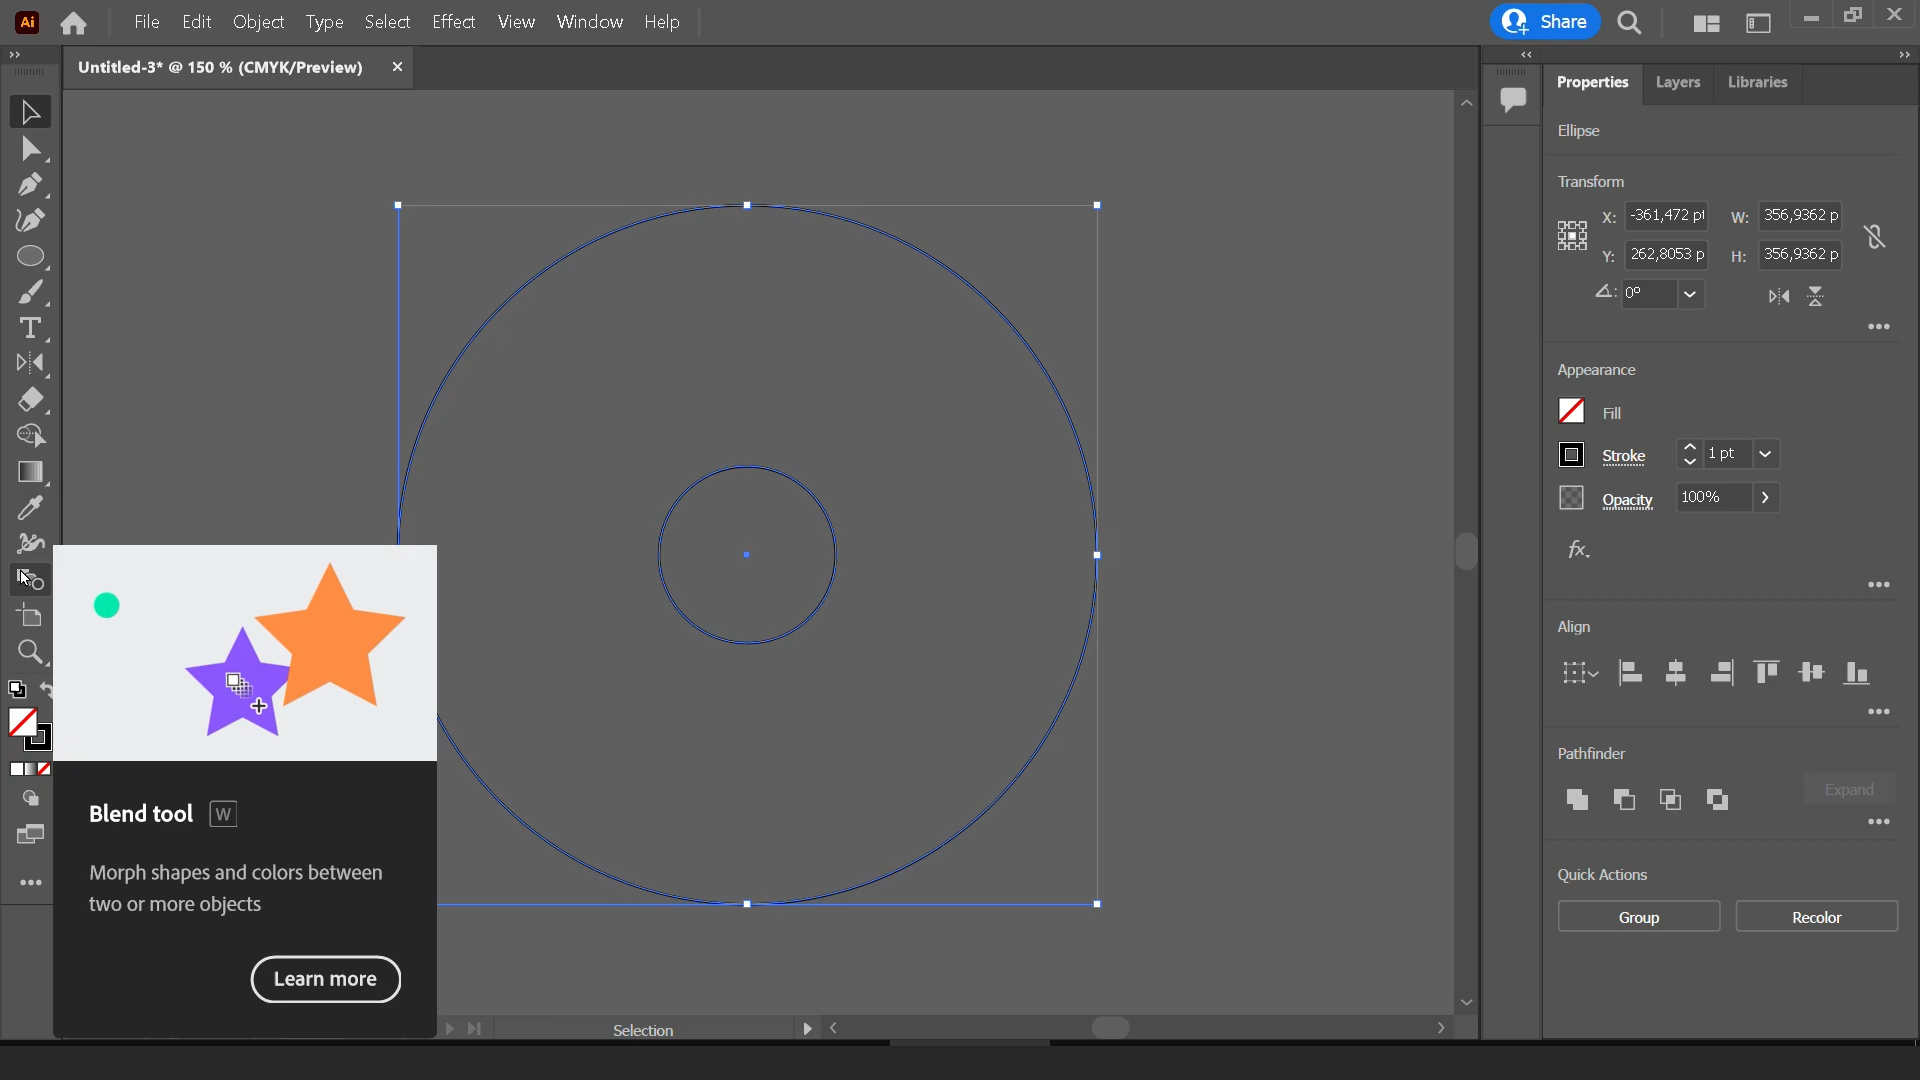 Ai File Edit Object Type Select Effect View Window Help Share
Untitled-3* @ 150 % (CMYK/Preview)
Properties Layers Libraries
Ellipse
Transform
X: -361,472 pt W: 356,9362 p
Y: 262,8053 p H: 356,9362 p
0°
Appearance
Fill
Stroke 1 pt
Opacity 100%
fx
Align
Pathfinder
Expand
Quick Actions
Group Recolor
T
Blend tool W
Morph shapes and colors between
two or more objects
Learn more
Selection